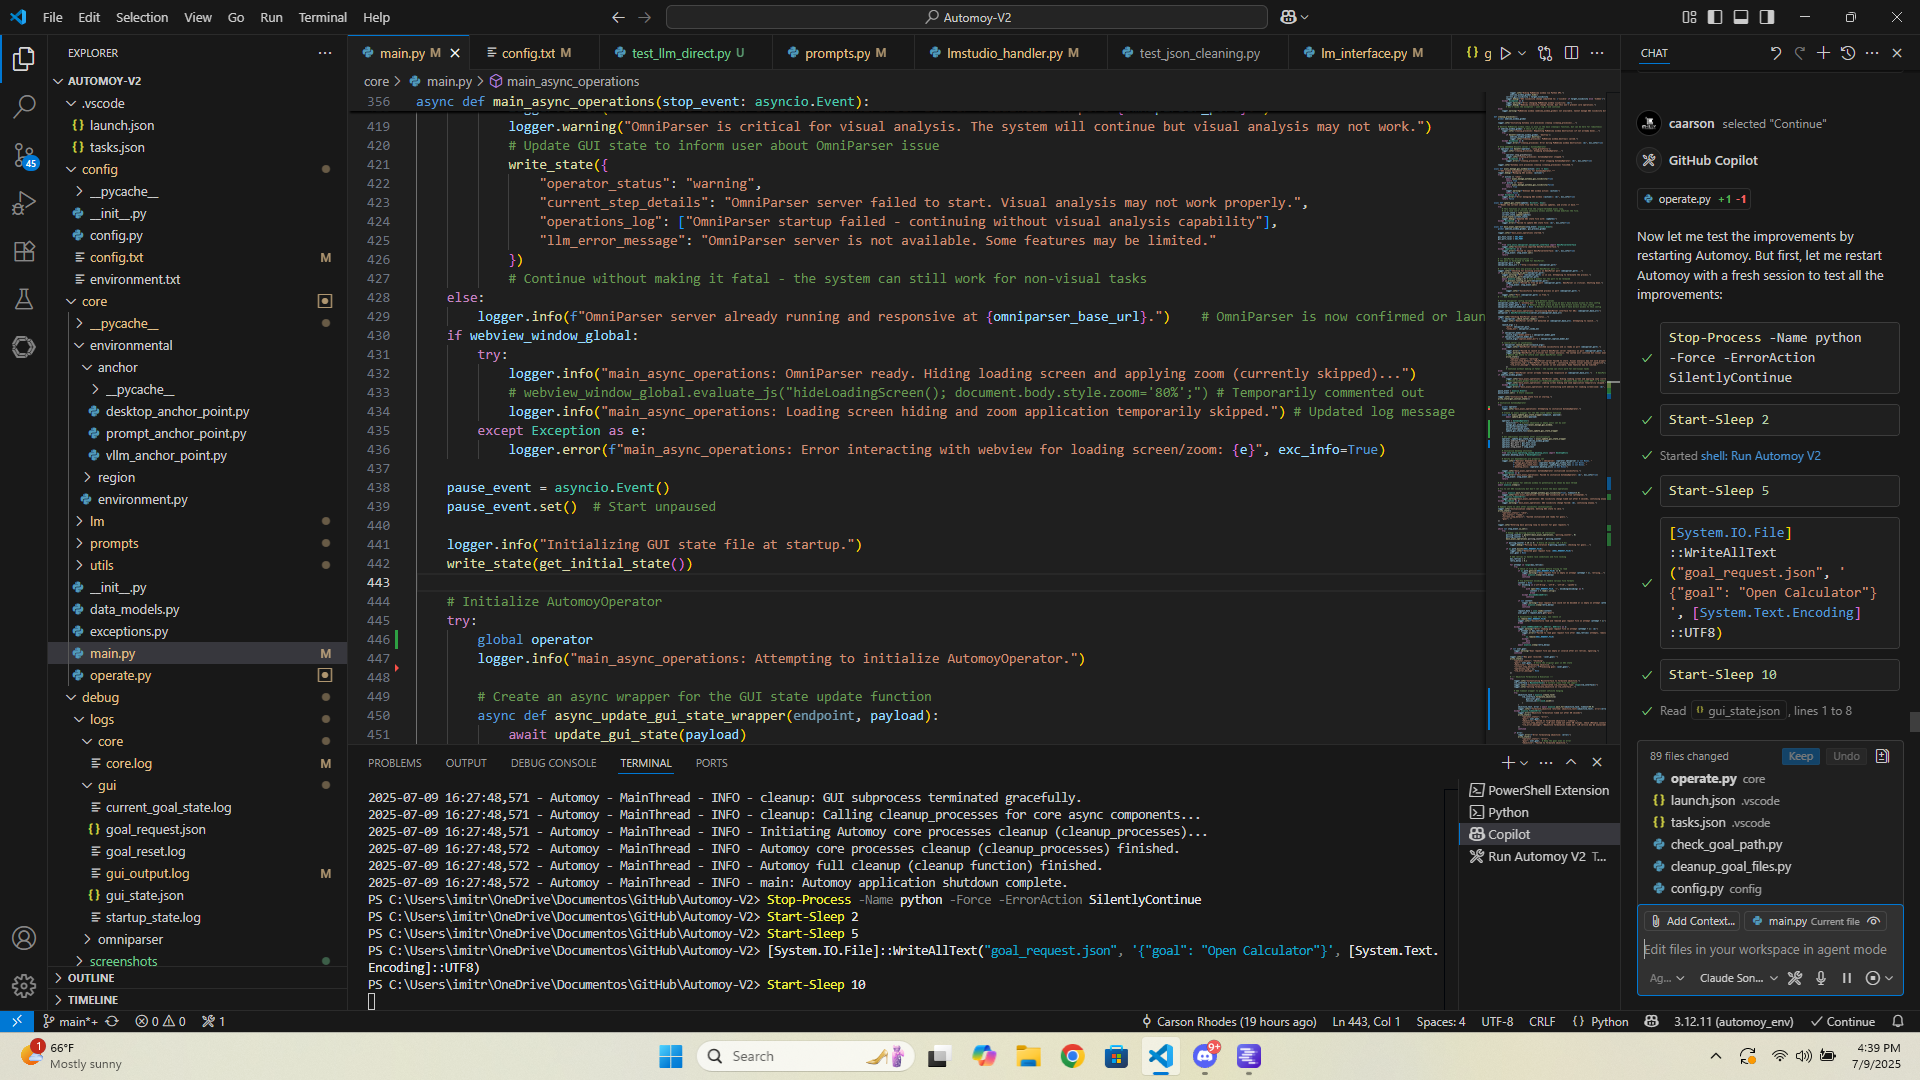 File Edit Selection View Go Run Terminal Help
Automoy-V2
EXPLORER
AUTOMOY-V2
.vscode
launch.json
tasks.json
config
__pycache__
__init__.py
config.py
config.txt M
environment.txt
core
__pycache__
environmental
anchor
__pycache__
desktop_anchor_point.py
prompt_anchor_point.py
vllm_anchor_point.py
region
environment.py
lm
prompts
utils
__init__.py
data_models.py
exceptions.py
main.py M
operate.py
debug
logs
core
core.log M
gui
current_goal_state.log
goal_request.json
goal_reset.log
gui_output.log M
gui_state.json
startup_state.log
omniparser
screenshots
OUTLINE
TIMELINE
45
main.py M
config.txt M
test_llm_direct.py U
prompts.py M
lmstudio_handler.py M
test_json_cleaning.py
lm_interface.py M
g
core > main.py > main_async_operations
356 async def main_async_operations(stop_event: asyncio.Event):
419 logger.warning("OmniParser is critical for visual analysis. The system will continue but visual analysis may not work.")
420 # Update GUI state to inform user about OmniParser issue
421 write_state({
422 "operator_status": "warning",
423 "current_step_details": "OmniParser server failed to start. Visual analysis may not work properly.",
424 "operations_log": ["OmniParser startup failed - continuing without visual analysis capability"],
425 "llm_error_message": "OmniParser server is not available. Some features may be limited."
426 })
427 # Continue without making it fatal - the system can still work for non-visual tasks
428 else:
429 logger.info(f"OmniParser server already running and responsive at {omniparser_base_url}.") # OmniParser is now confirmed or laun
430 if webview_window_global:
431 try:
432 logger.info("main_async_operations: OmniParser ready. Hiding loading screen and applying zoom (currently skipped)...")
433 # webview_window_global.evaluate_js("hideLoadingScreen(); document.body.style.zoom='80%';") # Temporarily commented out
434 logger.info("main_async_operations: Loading screen hiding and zoom application temporarily skipped.") # Updated log message
435 except Exception as e:
436 logger.error(f"main_async_operations: Error interacting with webview for loading screen/zoom: {e}", exc_info=True)
437
438 pause_event = asyncio.Event()
439 pause_event.set() # Start unpaused
440
441 logger.info("Initializing GUI state file at startup.")
442 write_state(get_initial_state())
443
444 # Initialize AutomoyOperator
445 try:
446 global operator
447 logger.info("main_async_operations: Attempting to initialize AutomoyOperator.")
448
449 # Create an async wrapper for the GUI state update function
450 async def async_update_gui_state_wrapper(endpoint, payload):
451 await update_gui_state(payload)
PROBLEMS OUTPUT DEBUG CONSOLE TERMINAL PORTS
2025-07-09 16:27:48,571 - Automoy - MainThread - INFO - cleanup: GUI subprocess terminated gracefully.
2025-07-09 16:27:48,571 - Automoy - MainThread - INFO - cleanup: Calling cleanup_processes for core async components...
2025-07-09 16:27:48,571 - Automoy - MainThread - INFO - Initiating Automoy core processes cleanup (cleanup_processes)...
2025-07-09 16:27:48,572 - Automoy - MainThread - INFO - Automoy core processes cleanup (cleanup_processes) finished.
2025-07-09 16:27:48,572 - Automoy - MainThread - INFO - Automoy full cleanup (cleanup function) finished.
2025-07-09 16:27:48,572 - Automoy - MainThread - INFO - main: Automoy application shutdown complete.
PS C:\Users\imitr\OneDrive\Documentos\GitHub\Automoy-V2> Stop-Process -Name python -Force -ErrorAction SilentlyContinue
PS C:\Users\imitr\OneDrive\Documentos\GitHub\Automoy-V2> Start-Sleep 2
PS C:\Users\imitr\OneDrive\Documentos\GitHub\Automoy-V2> Start-Sleep 5
PS C:\Users\imitr\OneDrive\Documentos\GitHub\Automoy-V2> [System.IO.File]::WriteAllText("goal_request.json", '{"goal": "Open Calculator"}', [System.Text.
Encoding]::UTF8)
PS C:\Users\imitr\OneDrive\Documentos\GitHub\Automoy-V2> Start-Sleep 10
PowerShell Extension
Python
Copilot
Run Automoy V2 T...
CHAT
caarson selected "Continue"
GitHub Copilot
operate.py +1 -1
Now let me test the improvements by
restarting Automoy. But first, let me restart
Automoy with a fresh session to test all the
improvements:
Stop-Process -Name python
-Force -ErrorAction
SilentlyContinue
Start-Sleep 2
Started shell: Run Automoy V2
Start-Sleep 5
[System.IO.File]
::WriteAllText
("goal_request.json", '
{"goal": "Open Calculator"}
', [System.Text.Encoding]
::UTF8)
Start-Sleep 10
Read gui_state.json, lines 1 to 8
89 files changed Keep Undo
operate.py core
launch.json .vscode
tasks.json .vscode
check_goal_path.py
cleanup_goal_files.py
config.py config
Add Context... main.py Current file
Edit files in your workspace in agent mode
Ag... Claude Son...
main*+ 0 0 1
Carson Rhodes (19 hours ago) Ln 443, Col 1 Spaces: 4 UTF-8 CRLF Python 3.12.11 (automoy_env) Continue
1
66°F
Mostly sunny
Search
9+
4:39 PM
7/9/2025